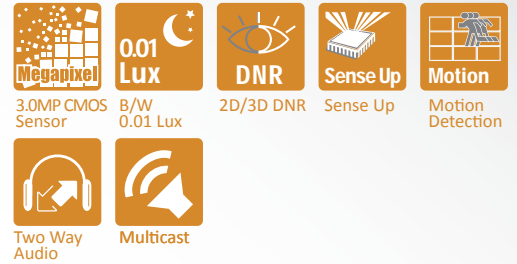 Megapixel
0.01
Lux
DNR
Sense Up
Motion
3.0MP CMOS
Sensor
B/W
0.01 Lux
2D/3D DNR
Sense Up
Motion
Detection
Two Way
Audio
Multicast